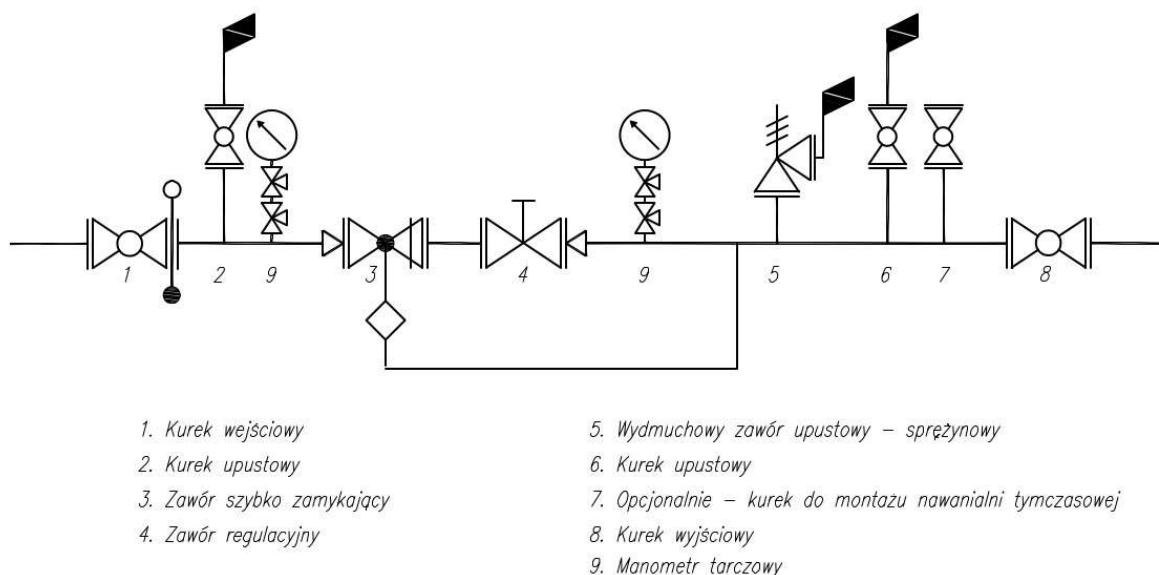 1 2 9 3 4 9 5 6 7 8
1. Kurek wejściowy
2. Kurek upustowy
3. Zawór szybko zamykający
4. Zawór regulacyjny
5. Wydmuchowy zawór upustowy – sprężynowy
6. Kurek upustowy
7. Opcjonalnie – kurek do montażu nawanialni tymczasowej
8. Kurek wyjściowy
9. Manometr tarczowy